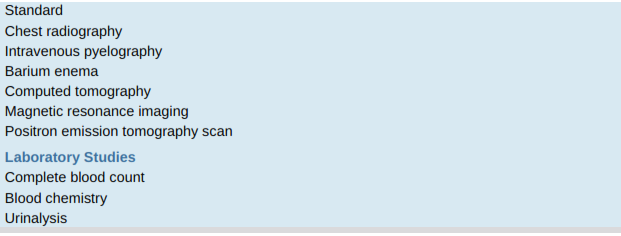 Standard
Chest radiography
Intravenous pyelography
Barium enema
Computed tomography
Magnetic resonance imaging
Positron emission tomography scan
Laboratory Studies
Complete blood count
Blood chemistry
Urinalysis